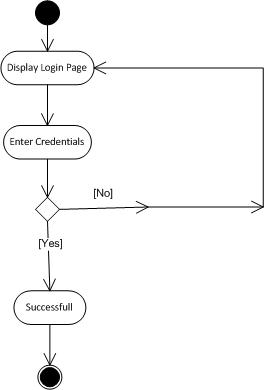 Display Login Page
Enter Credentials
[No]
[Yes]
Successfull